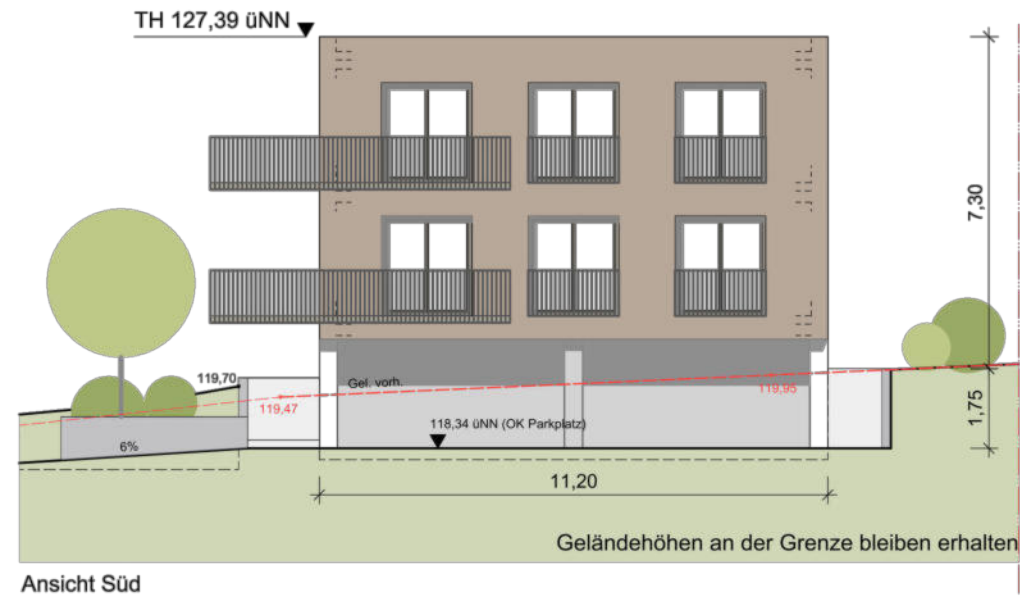 TH 127,39 üNN
7,30
119,70
Gel. vorh.
119,47
119,95
118,34 üNN (OK Parkplatz)
1,75
6%
11,20
Geländehöhen an der Grenze bleiben erhalten
Ansicht Süd